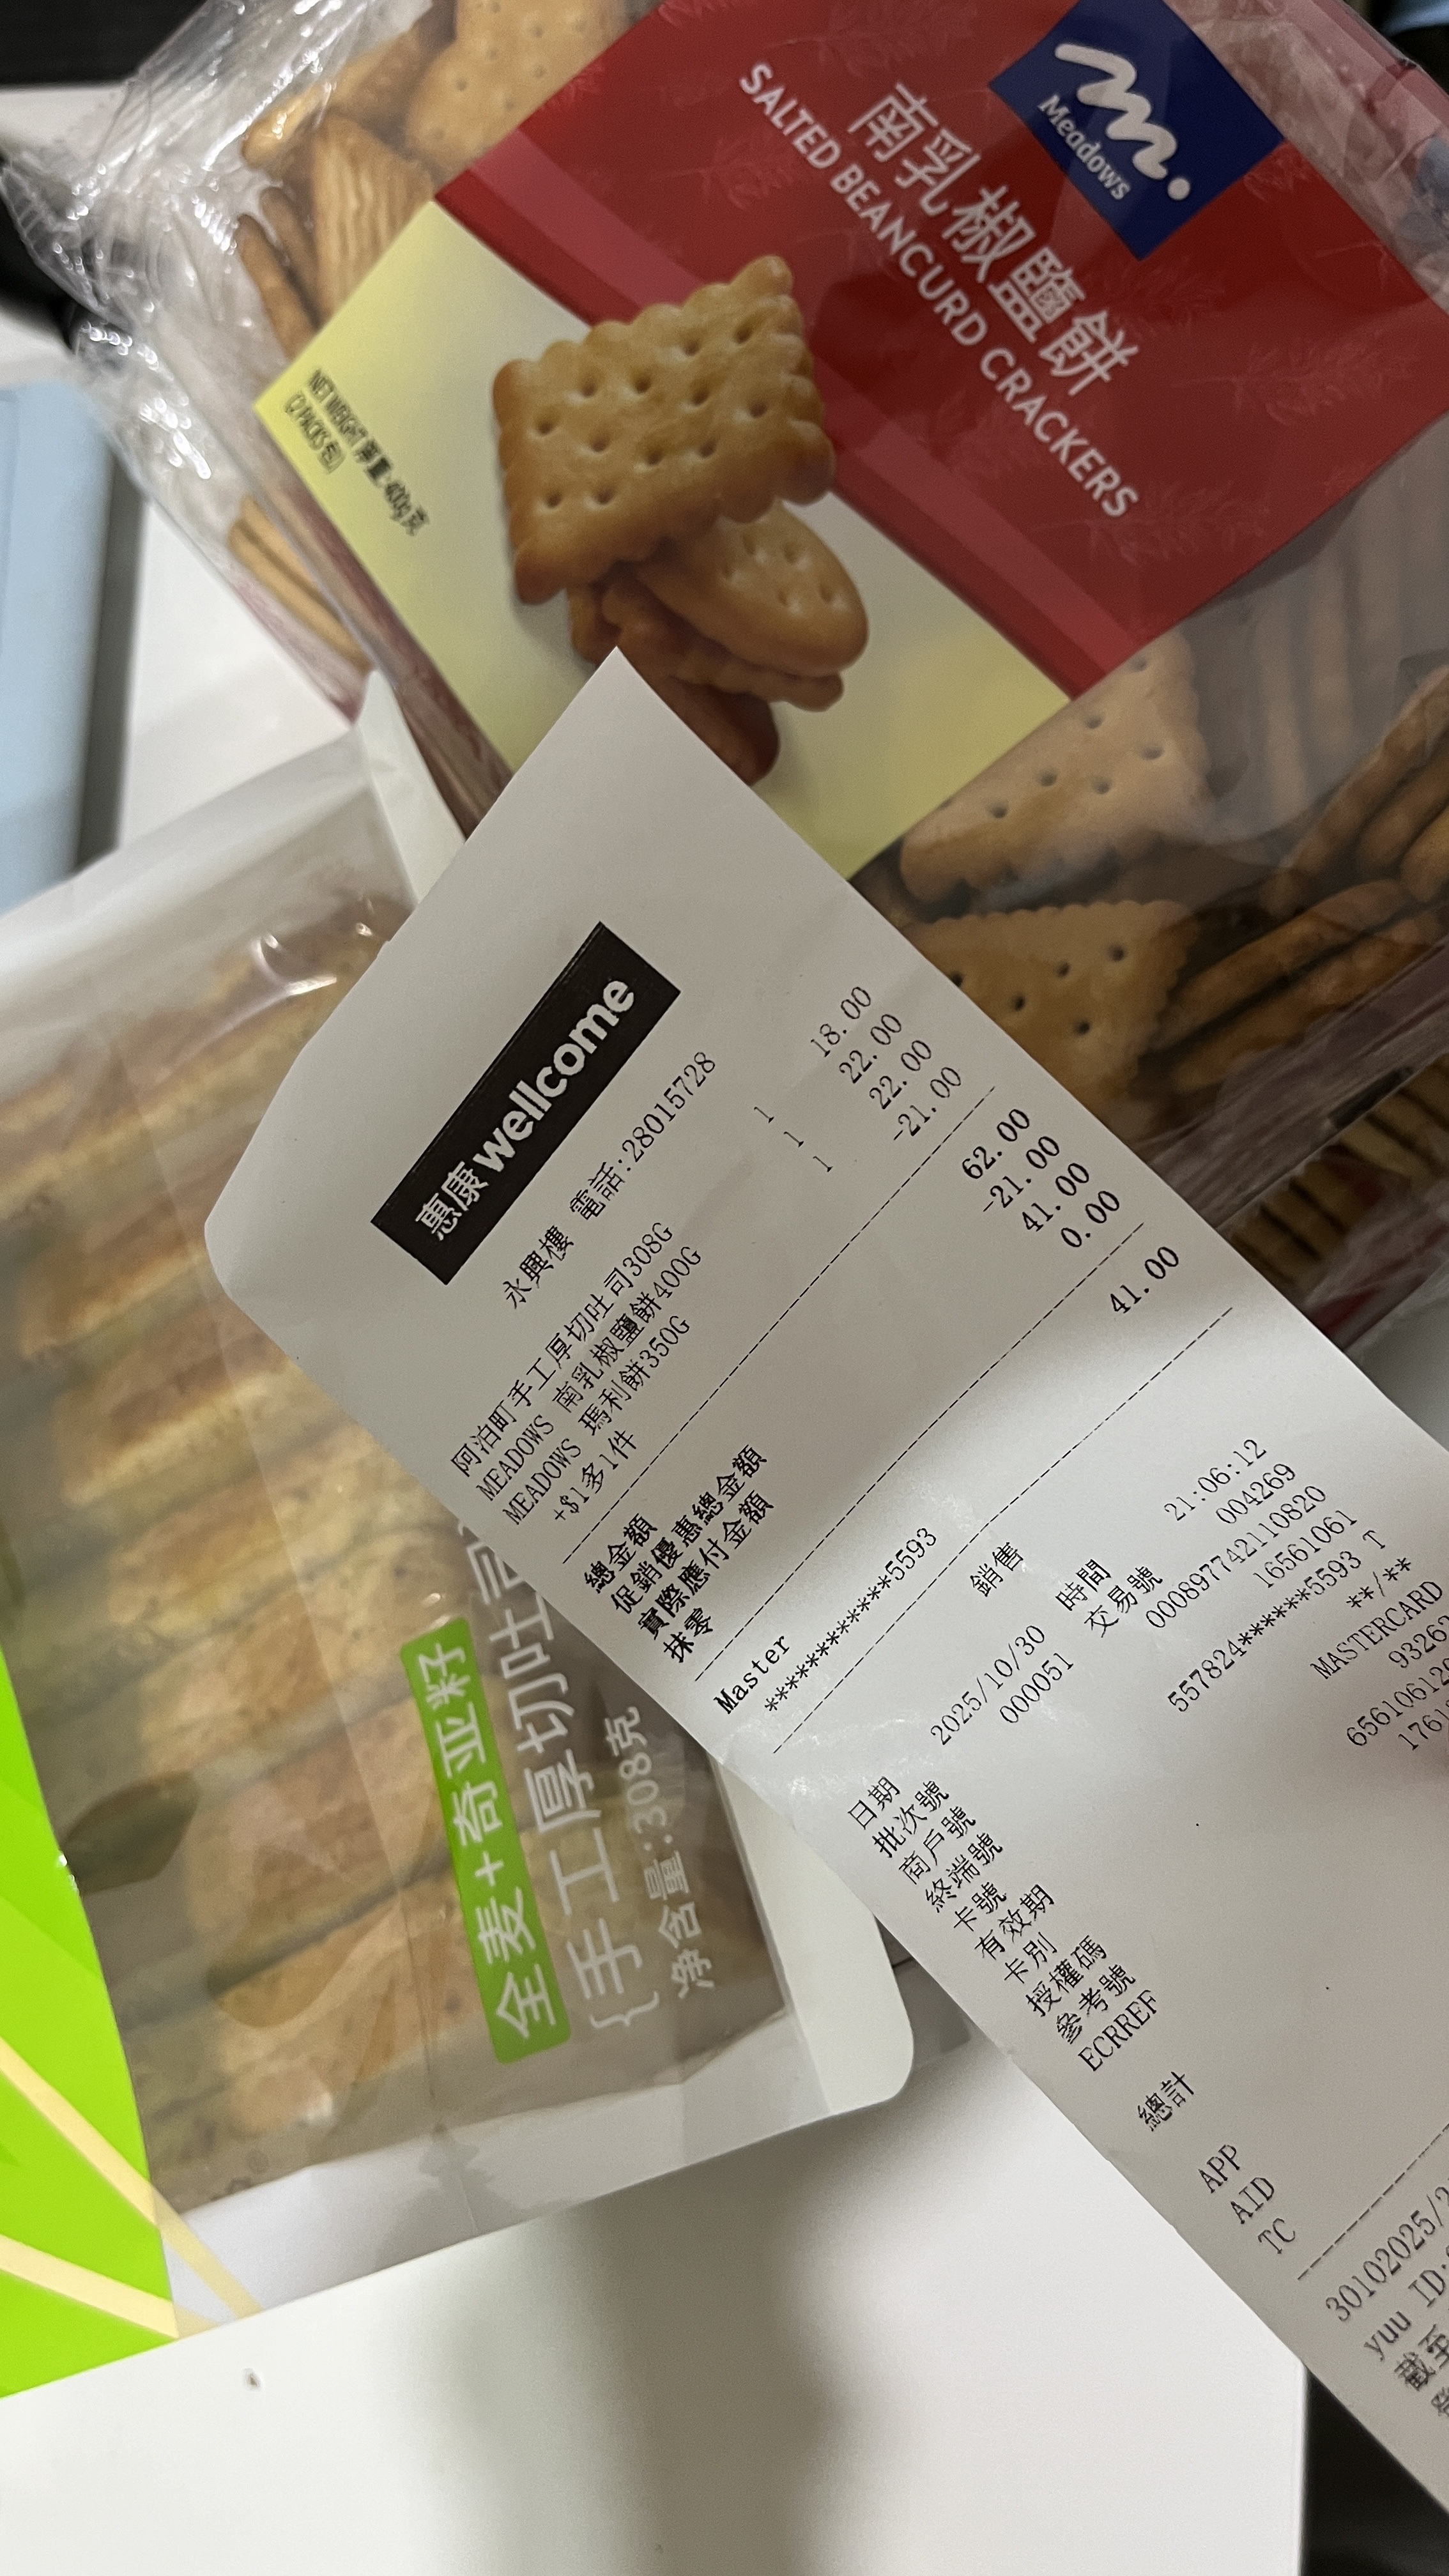 m.
Meadows
南乳椒鹽餅
SALTED BEANCURD CRACKERS
NET WEIGHT 淨重: 400g克
(2 PACKS 包)
惠康 wellcome
永興樓 電話:28015728
阿泊町手工厚切吐司308G 1 18.00
MEADOWS 南乳椒鹽餅400G 1 22.00
MEADOWS 瑪利餅350G 1 22.00
+$1多1件 -21.00
總金額 62.00
促銷優惠總金額 -21.00
實際應付金額 41.00
抹零 0.00
Master 41.00
************5593
銷售
日期 2025/10/30 時間 21:06:12
批次號 000051 交易號 004269
商戶號 000897742110820
終端號 16561061
卡號 557824******5593 T
有效期 **/**
卡別 MASTERCARD
授權碼 9326
參考號 65610612
ECRREF 1761
總計
APP
AID
TC
30102025/
yuu ID:
截至
全麦+奇亚籽
{手工厚切吐司
净含量:308克